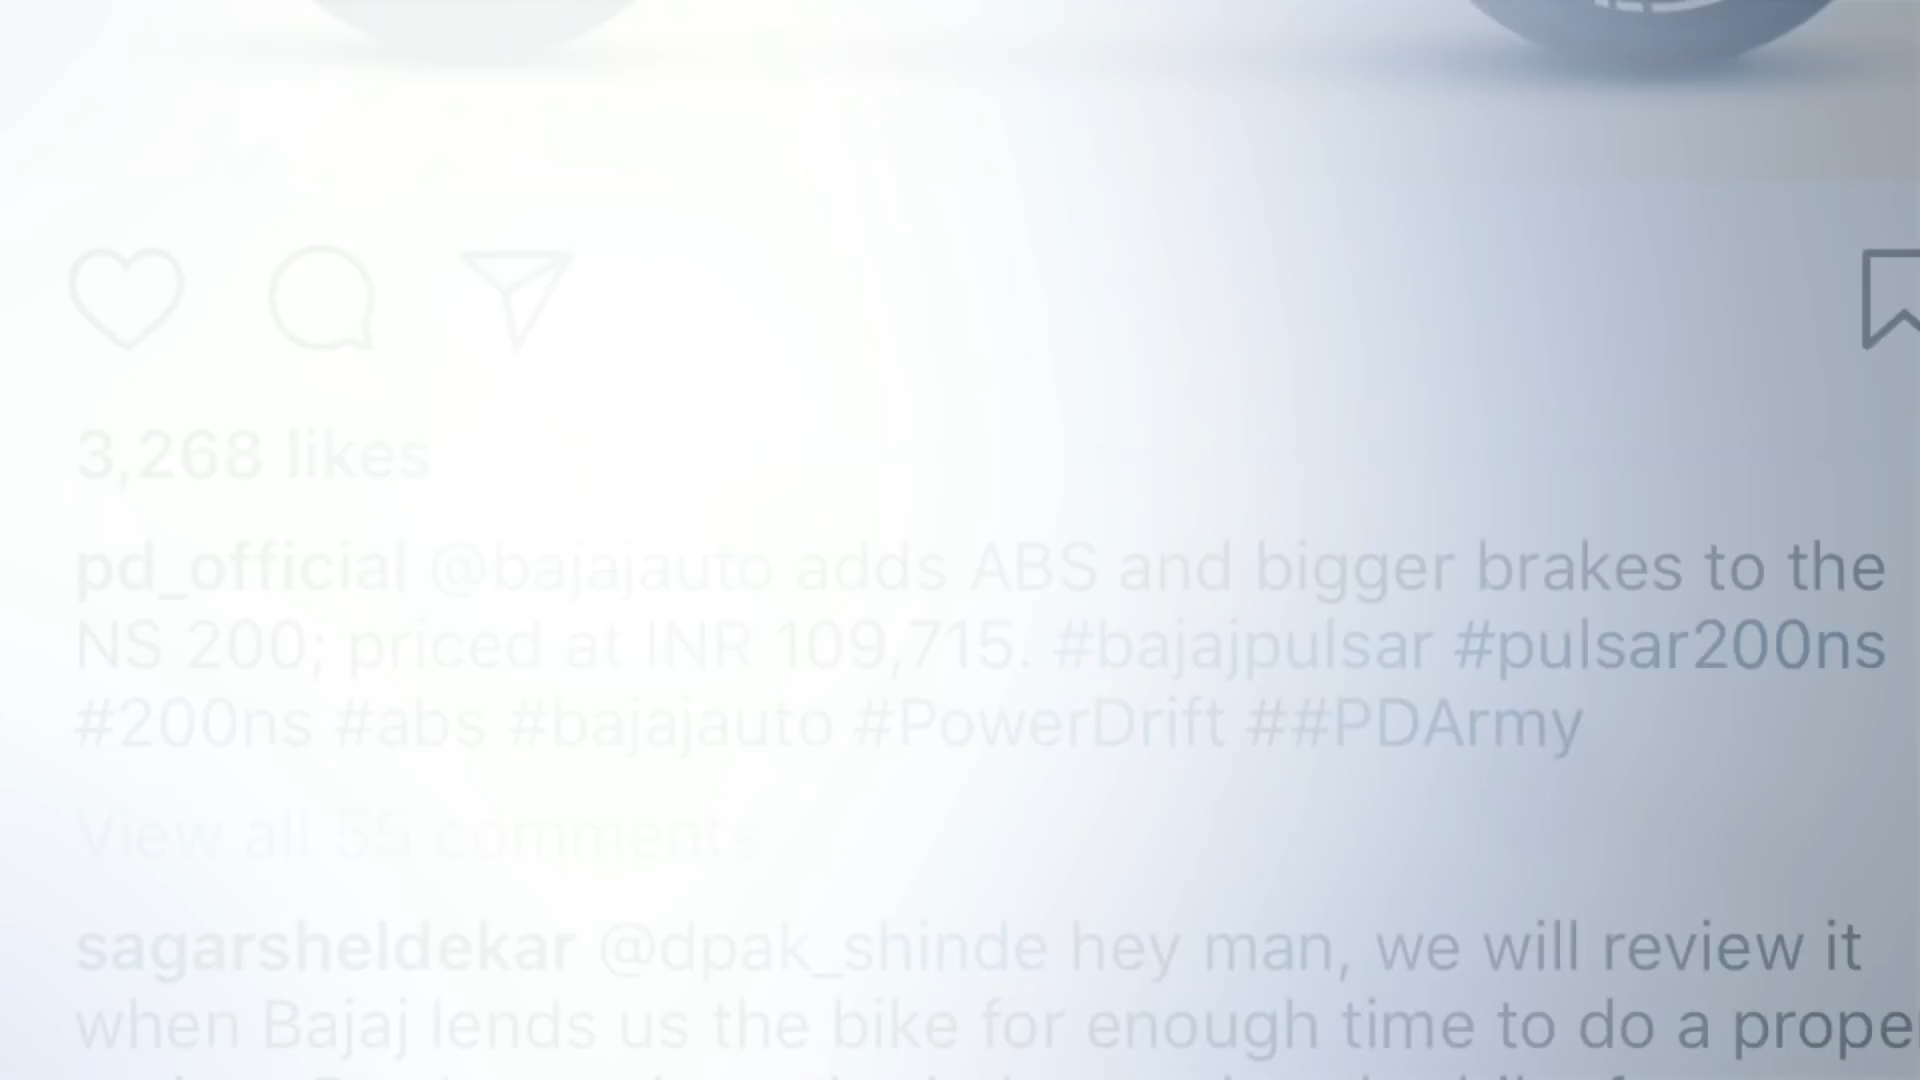 3,268 likes
pd_official @bajajauto adds ABS and bigger brakes to the
NS 200; priced at INR 109,715. #bajajpulsar #pulsar200ns
#200ns #abs #bajajauto #PowerDrift ##PDArmy
View all 55 comments
sagarsheldekar @dpak_shinde hey man, we will review it
when Bajaj lends us the bike for enough time to do a